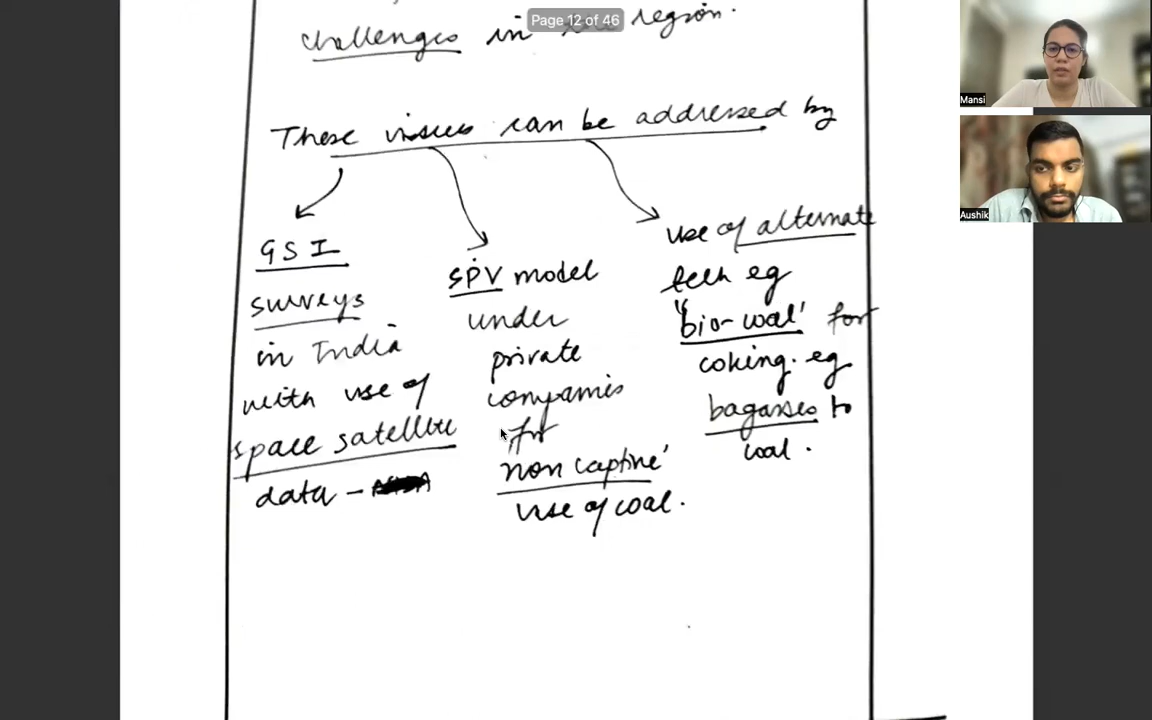 Page 12 of 46
challenges in the region.
These issues can be addressed by
GSI
surveys
in India
with use of
space satellite
data -
SPV model
under
private
companies
for
non captive'
use of coal.
use of alternate
tech eg
"bio-coal' for
coking. eg
bagasses to
coal.
Mansi
Aushik